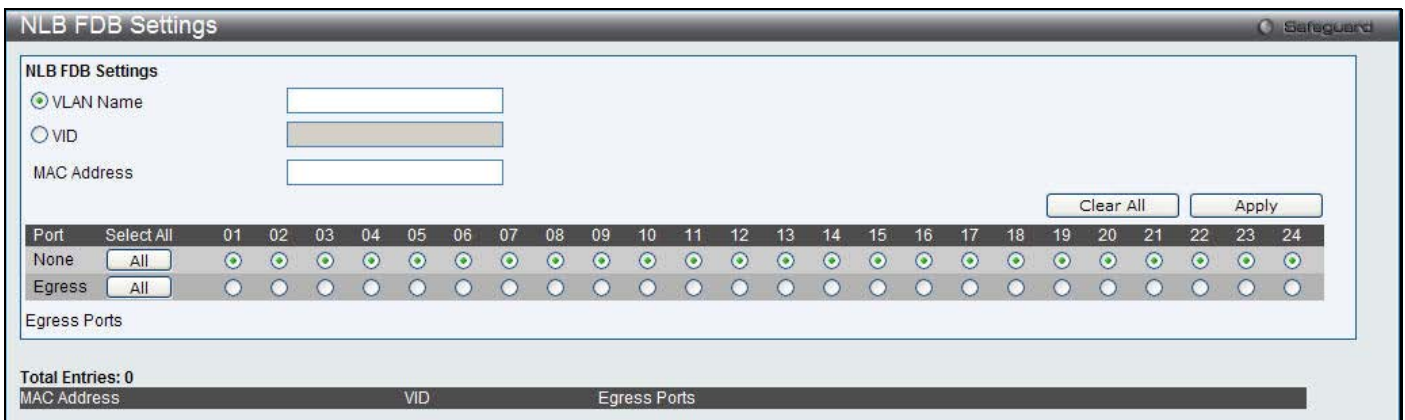 NLB FDB Settings
Safeguard
NLB FDB Settings
VLAN Name
VID
MAC Address
Clear All Apply
Port Select All 01 02 03 04 05 06 07 08 09 10 11 12 13 14 15 16 17 18 19 20 21 22 23 24
None All
Egress All
Egress Ports
Total Entries: 0
MAC Address VID Egress Ports